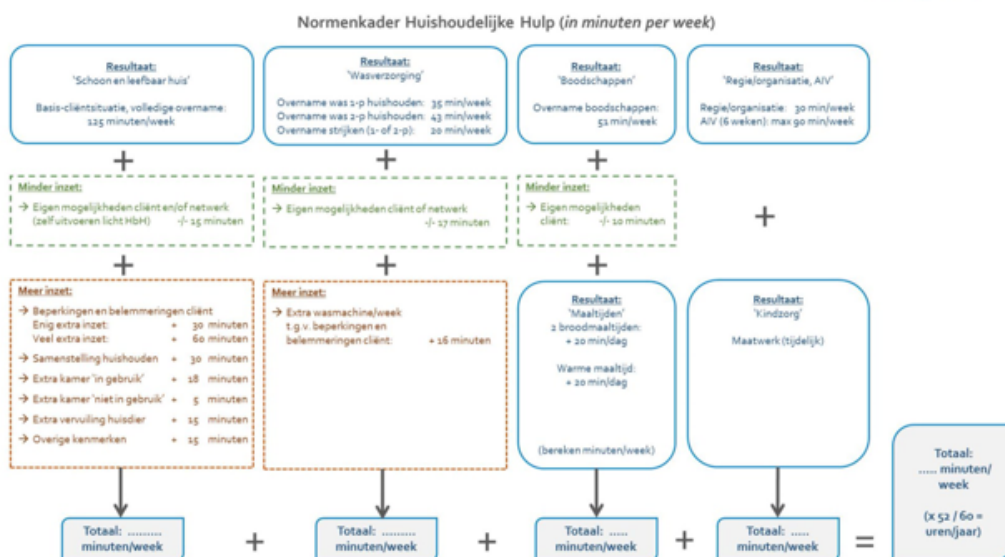 Normenkader Huishoudelijke Hulp (in minuten per week)
Resultaat:
'Schoon en leefbaar huis'
Basis-cliëntsituatie, volledige overname:
125 minuten/week
Resultaat:
'Wasverzorging'
Overname was 1-p huishouden: 35 min/week
Overname was 2-p huishouden: 43 min/week
Overname strijken (1- of 2-p): 20 min/week
Resultaat:
'Boodschappen'
Overname boodschappen:
51 min/week
Resultaat:
'Regie/organisatie, AIV'
Regie/organisatie: 30 min/week
AIV (6 weken): max 90 min/week
+
+
+
Minder inzet:
→ Eigen mogelijkheden cliënt en/of netwerk
(zelf uitvoeren licht HbH) -/- 15 minuten
Minder inzet:
→ Eigen mogelijkheden cliënt of netwerk
-/- 17 minuten
Minder inzet:
→ Eigen mogelijkheden
cliënt: -/- 10 minuten
+
+
+
+
Meer inzet:
→ Beperkingen en belemmeringen cliënt
Enig extra inzet: + 30 minuten
Veel extra inzet: + 60 minuten
→ Samenstelling huishouden + 30 minuten
→ Extra kamer 'in gebruik' + 18 minuten
→ Extra kamer 'niet in gebruik' + 5 minuten
→ Extra vervuiling huisdier + 15 minuten
→ Overige kenmerken + 15 minuten
Meer inzet:
→ Extra wasmachine/week
t.g.v. beperkingen en
belemmeringen cliënt: + 16 minuten
Resultaat:
'Maaltijden'
2 broodmaaltijden:
+ 20 min/dag
Warme maaltijd:
+ 20 min/dag
(bereken minuten/week)
Resultaat:
'Kindzorg'
Maatwerk (tijdelijk)
Totaal: .........
minuten/week
+
Totaal: .........
minuten/week
+
Totaal: .....
minuten/week
+
Totaal: .....
minuten/week
=
Totaal:
..... minuten/
week
(x 52 / 60 =
uren/jaar)